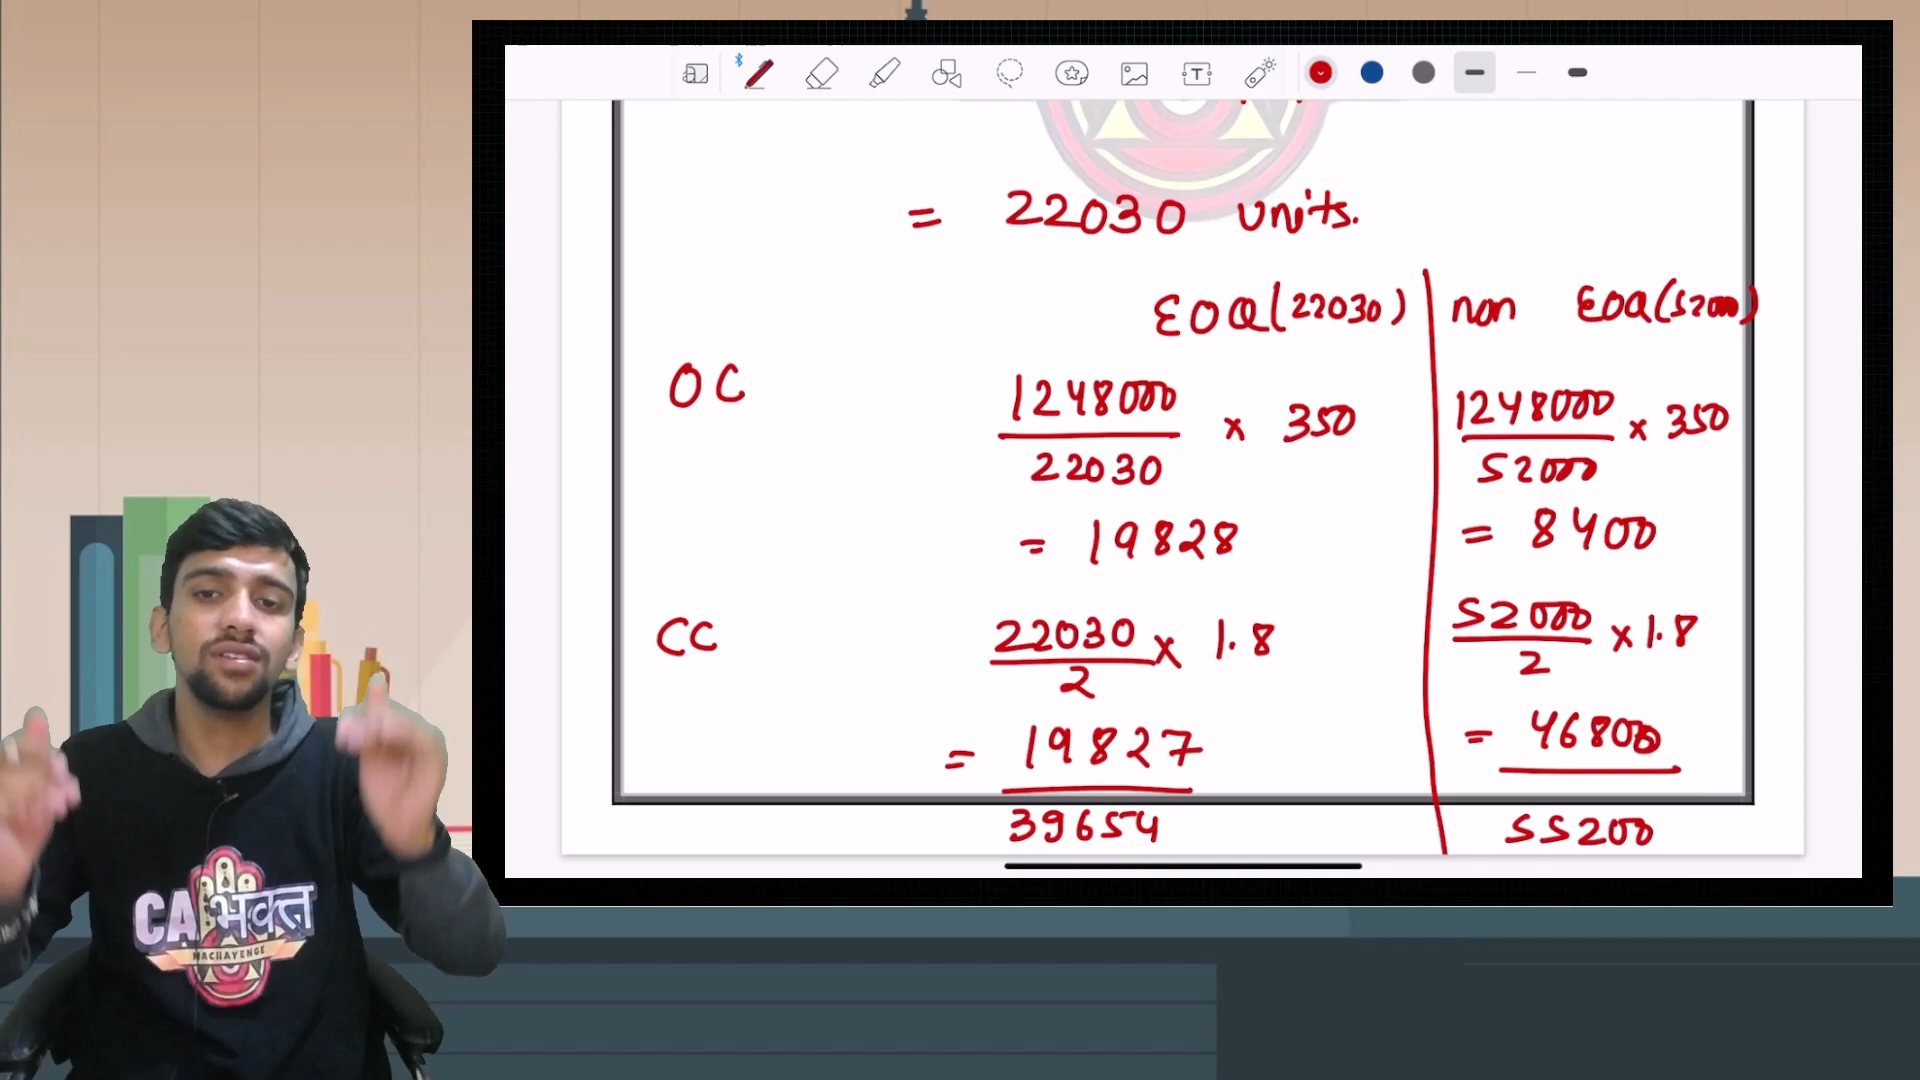 = 22030 units.
EOQ(22030) non EOQ(52000)
OC
1248000 / 22030 × 350
1248000 / 52000 × 350
= 19828
= 8400
CC
22030 / 2 × 1.8
52000 / 2 × 1.8
= 19827
= 46800
39654
55200
CA भक्त
MACHAYENGE